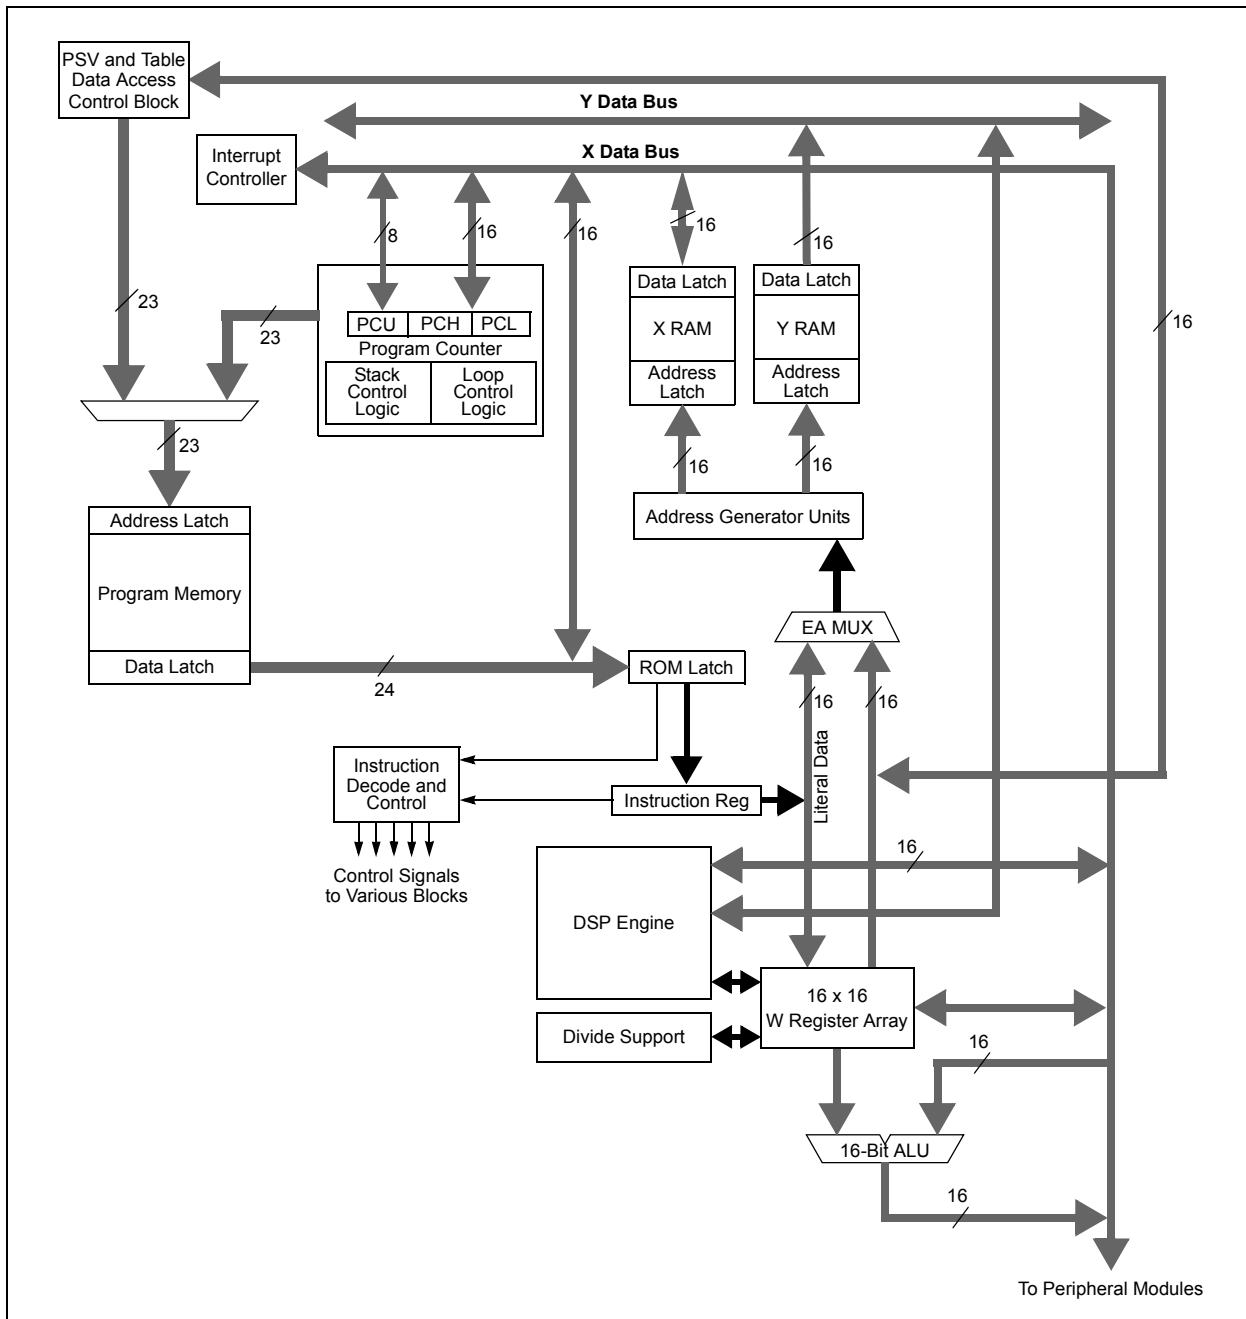 PSV and Table
Data Access
Control Block
Y Data Bus
X Data Bus
Interrupt
Controller
8
16
16
16
16
Data Latch
X RAM
Address
Latch
Data Latch
Y RAM
Address
Latch
23
23
16
PCU
PCH
PCL
Program Counter
Stack
Control
Logic
Loop
Control
Logic
23
16
16
Address Latch
Program Memory
Data Latch
Address Generator Units
EA MUX
24
ROM Latch
16
16
Literal Data
Instruction
Decode and
Control
Instruction Reg
Control Signals
to Various Blocks
16
DSP Engine
16 x 16
W Register Array
Divide Support
16
16-Bit ALU
16
To Peripheral Modules